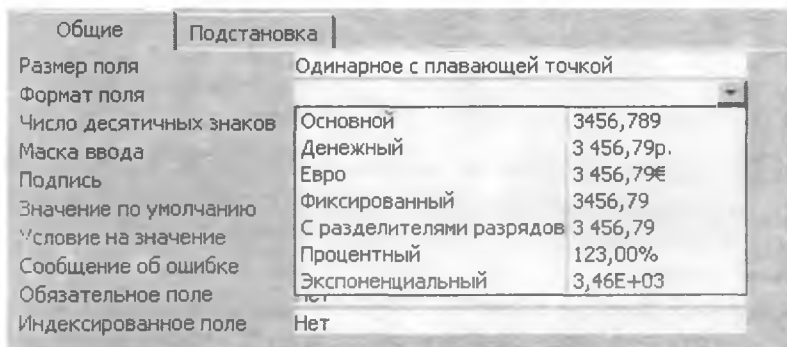 Общие Подстановка
Размер поля Одинарное с плавающей точкой
Формат поля
Число десятичных знаков Основной 3456,789
Маска ввода Денежный 3 456,79р.
Подпись Евро 3 456,79€
Значение по умолчанию Фиксированный 3456,79
Условие на значение С разделителями разрядов 3 456,79
Сообщение об ошибке Процентный 123,00%
Обязательное поле Экспоненциальный 3,46E+03
Индексированное поле Нет